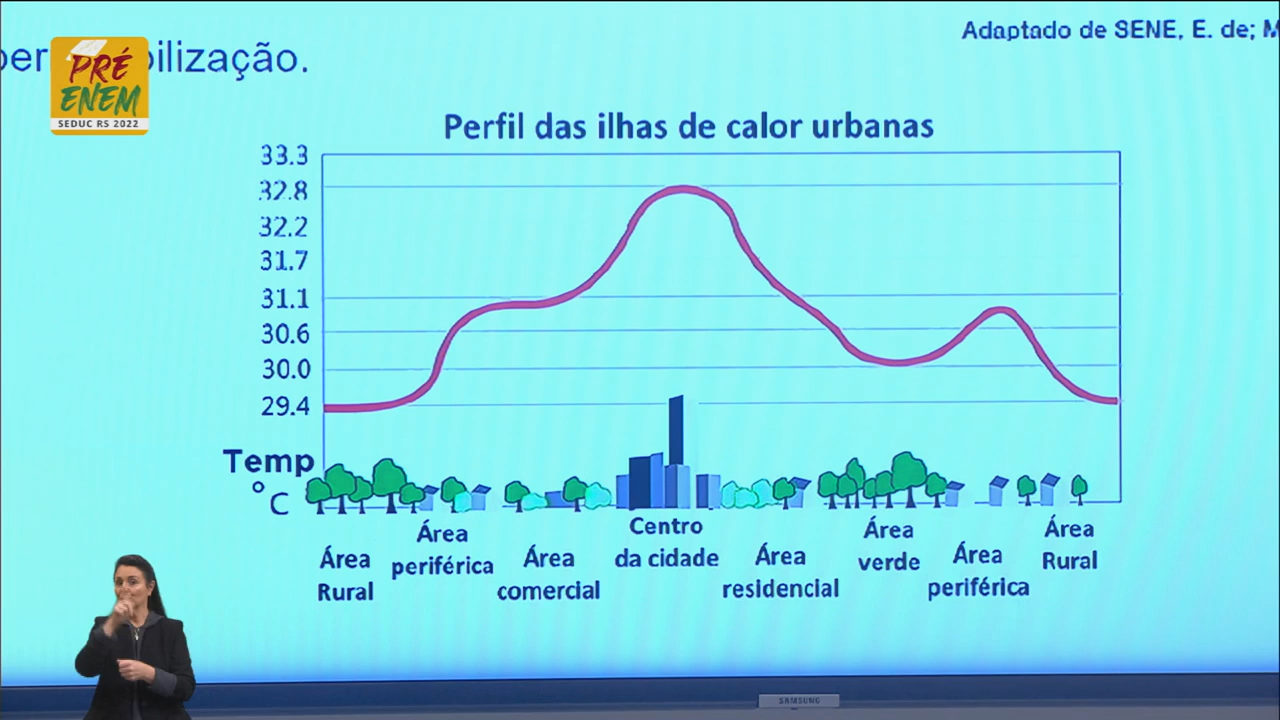 Adaptado de SENE, E. de;
bilização.
PRÉ
ENEM
SEDUC RS 2022
Perfil das ilhas de calor urbanas
33.3
32.8
32.2
31.7
31.1
30.6
30.0
29.4
Temp
°C
Área
Rural
Área
periférica
Área
comercial
Centro
da cidade
Área
residencial
Área
verde
Área
periférica
Área
Rural
SAMSUNG